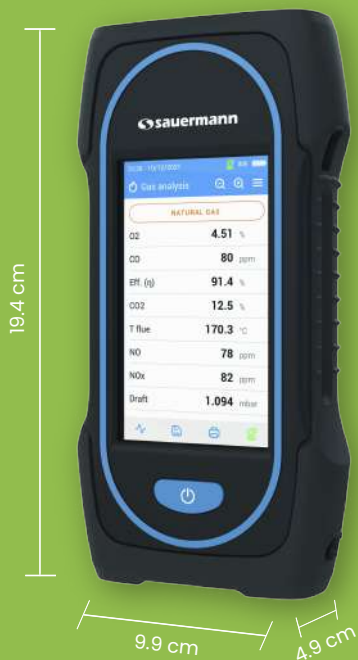 sauermann
Gas analysis
NATURAL GAS
O2 4.51 %
CO 80 ppm
Eff. (η) 91.4 %
CO2 12.5 %
T flue 170.3 °C
NO 78 ppm
NOx 82 ppm
Draft 1.094 mbar
19.4 cm
9.9 cm
4.9 cm